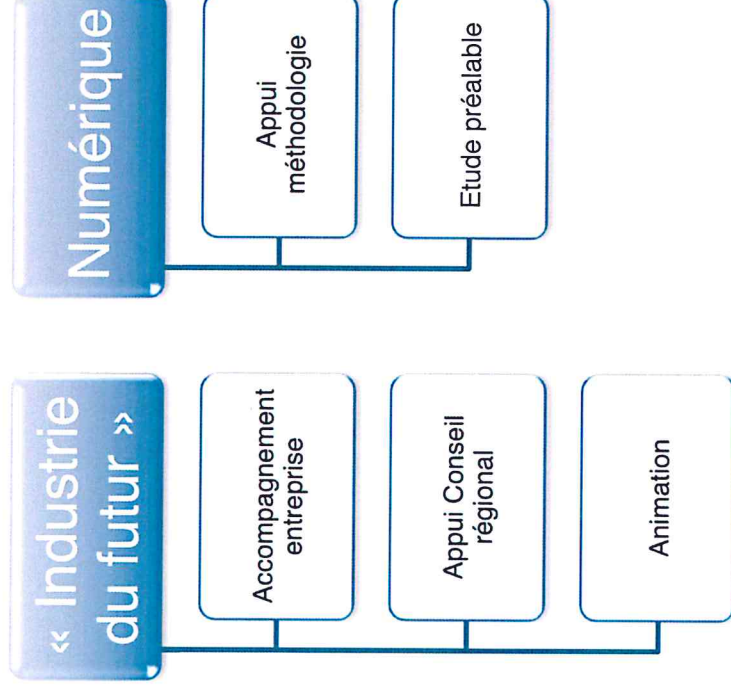 « Industrie
du futur »
Accompagnement
entreprise
Appui Conseil
régional
Animation
Numérique
Appui
méthodologie
Etude préalable